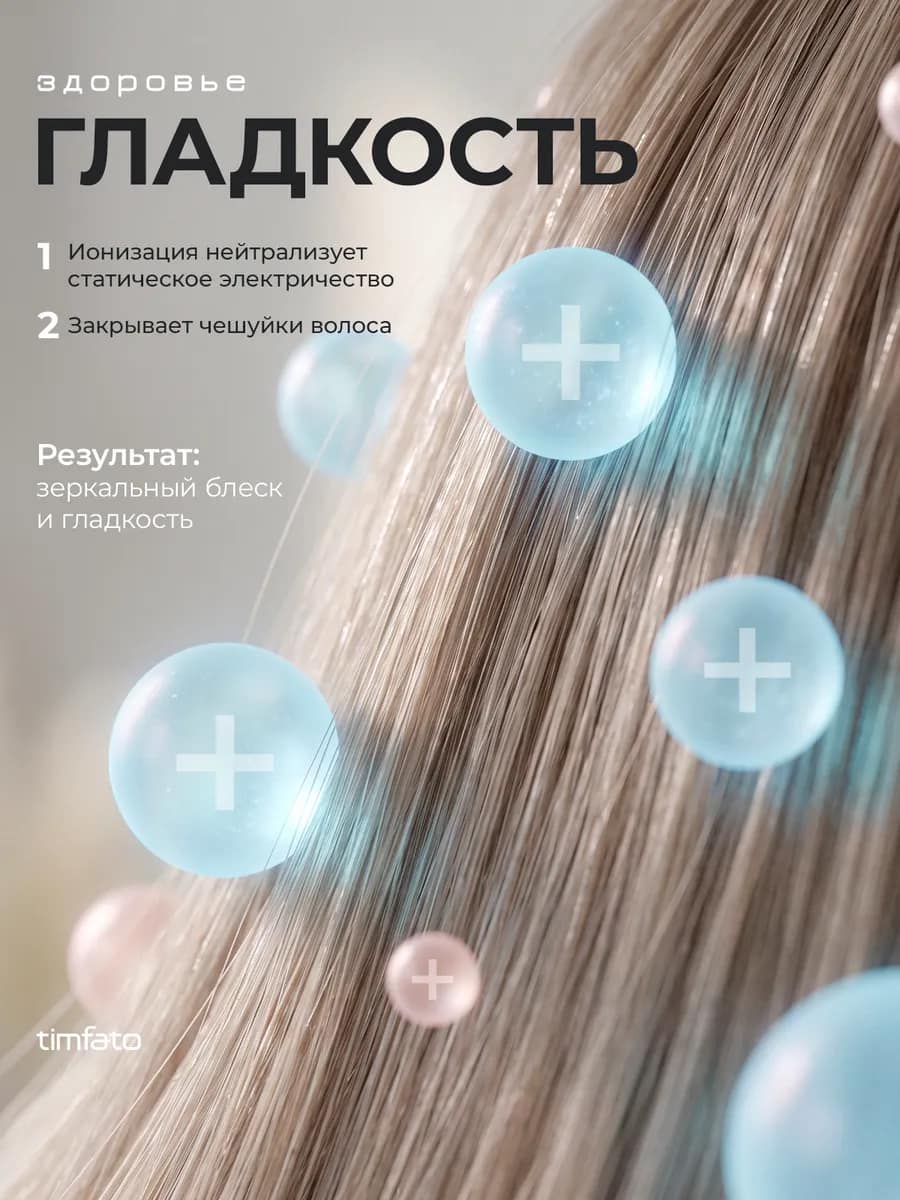 здоровье
ГЛАДКОСТЬ
1 Ионизация нейтрализует
статическое электричество
2 Закрывает чешуйки волоса
Результат:
зеркальный блеск
и гладкость
+
+
+
+
timfato